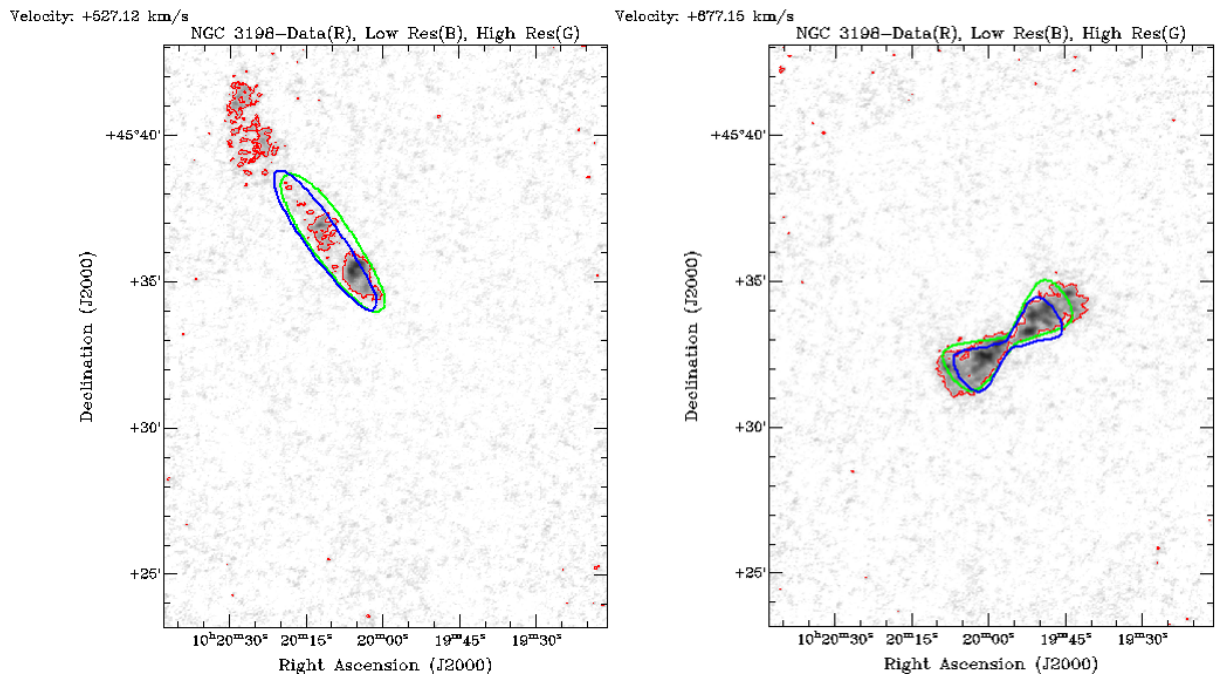 Velocity: +527.12 km/s
NGC 3198-Data(R), Low Res(B), High Res(G)
+45°40'
+35'
+30'
+25'
Declination (J2000)
10ʰ20ᵐ30ˢ 20ᵐ15ˢ 20ᵐ00ˢ 19ᵐ45ˢ 19ᵐ30ˢ
Right Ascension (J2000)
Velocity: +677.15 km/s
NGC 3198-Data(R), Low Res(B), High Res(G)
+45°40'
+35'
+30'
+25'
Declination (J2000)
10ʰ20ᵐ30ˢ 20ᵐ15ˢ 20ᵐ00ˢ 19ᵐ45ˢ 19ᵐ30ˢ
Right Ascension (J2000)